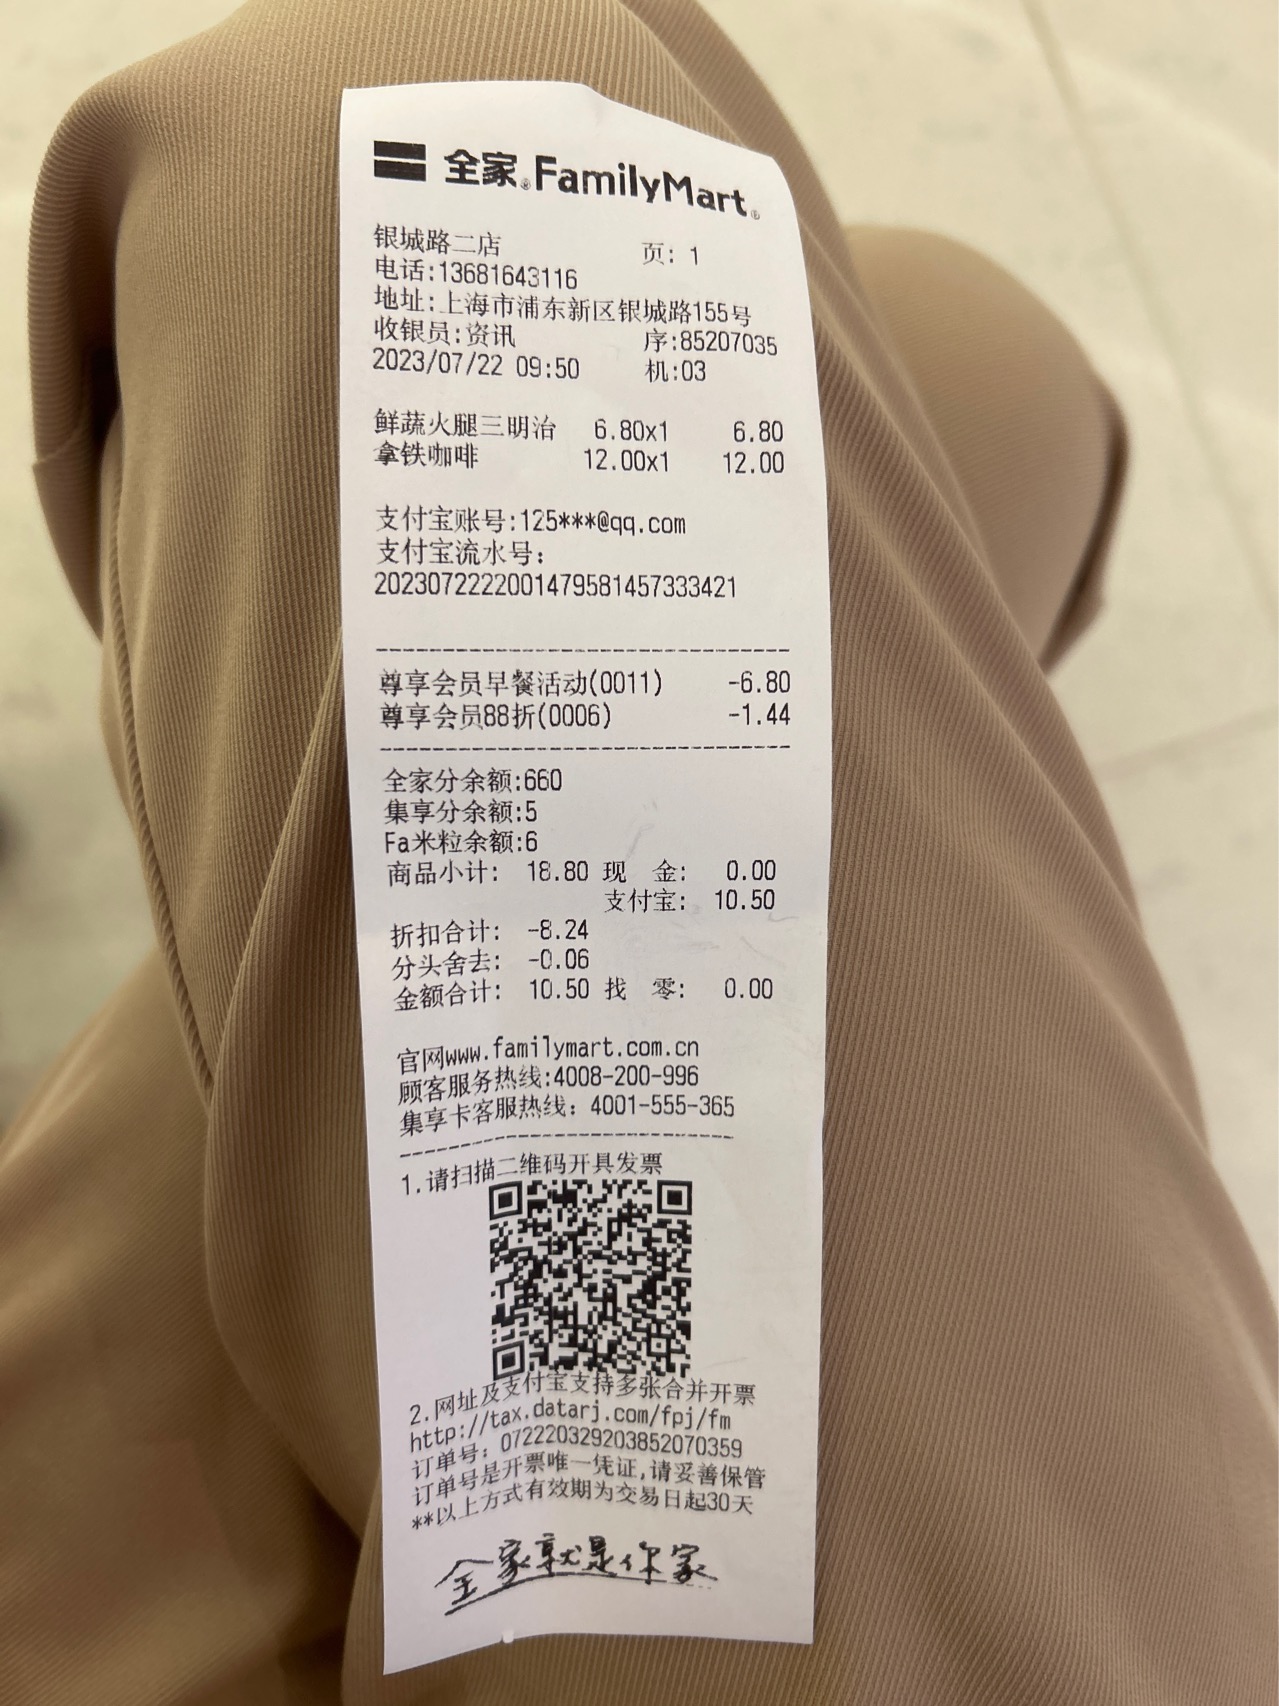 全家®FamilyMart®
银城路二店 页: 1
电话:13681643116
地址:上海市浦东新区银城路155号
收银员:资讯 序:85207035
2023/07/22 09:50 机:03
鲜蔬火腿三明治 6.80x1 6.80
拿铁咖啡 12.00x1 12.00
支付宝账号:125***@qq.com
支付宝流水号:
2023072222001479581457333421
尊享会员早餐活动(0011) -6.80
尊享会员88折(0006) -1.44
全家分余额:660
集享分余额:5
Fa米粒余额:6
商品小计: 18.80 现 金: 0.00
支付宝: 10.50
折扣合计: -8.24
分头舍去: -0.06
金额合计: 10.50 找 零: 0.00
官网www.familymart.com.cn
顾客服务热线:4008-200-996
集享卡客服热线: 4001-555-365
1.请扫描二维码开具发票
2.网址及支付宝支持多张合并开票
http://tax.datarj.com/fpj/fm
订单号: 072220329203852070359
订单号是开票唯一凭证,请妥善保管
**以上方式有效期为交易日起30天
全家就是你家